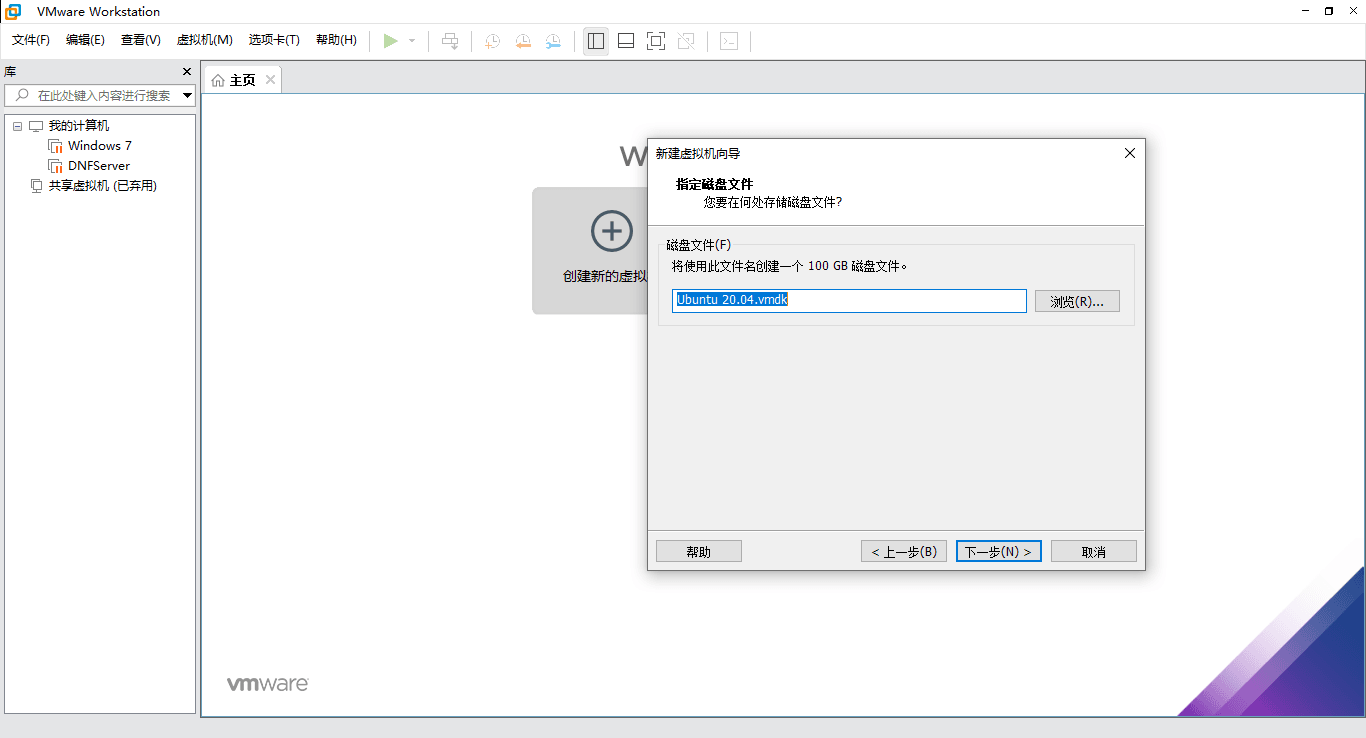 VMware Workstation
文件(F) 编辑(E) 查看(V) 虚拟机(M) 选项卡(T) 帮助(H)
库
在此处键入内容进行搜索
我的计算机
Windows 7
DNFServer
共享虚拟机 (已弃用)
主页
W
创建新的虚拟
新建虚拟机向导
指定磁盘文件
您要在何处存储磁盘文件?
磁盘文件(F)
将使用此文件名创建一个 100 GB 磁盘文件。
Ubuntu 20.04.vmdk
浏览(R)...
帮助 < 上一步(B) 下一步(N) > 取消
vmware